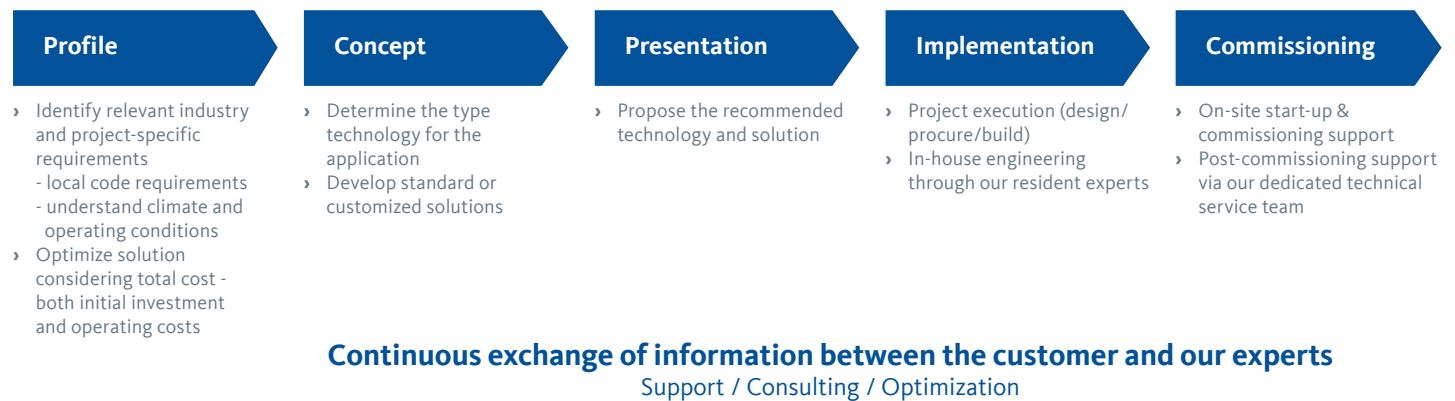 Profile
› Identify relevant industry
and project-specific
requirements
- local code requirements
- understand climate and
operating conditions
› Optimize solution
considering total cost -
both initial investment
and operating costs
Concept
› Determine the type
technology for the
application
› Develop standard or
customized solutions
Presentation
› Propose the recommended
technology and solution
Implementation
› Project execution (design/
procure/build)
› In-house engineering
through our resident experts
Commissioning
› On-site start-up &
commissioning support
› Post-commissioning support
via our dedicated technical
service team
Continuous exchange of information between the customer and our experts
Support / Consulting / Optimization